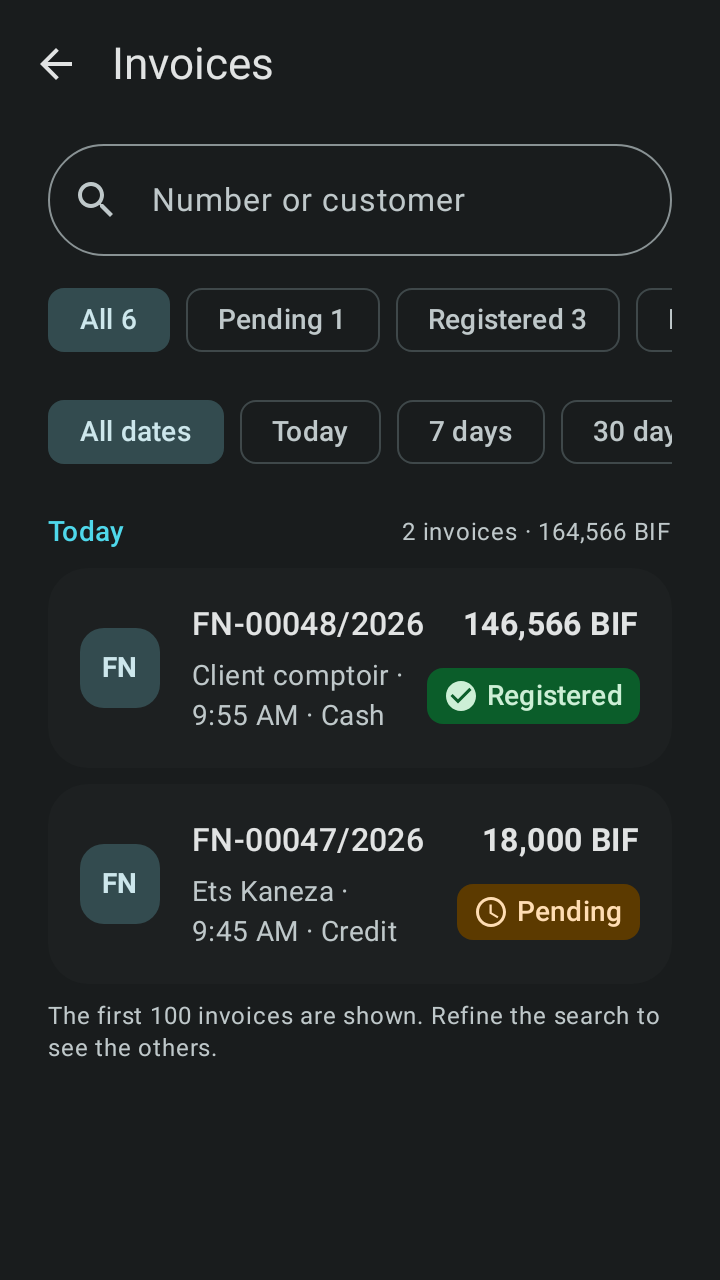 Invoices
Number or customer
All 6
Pending 1
Registered 3
All dates
Today
7 days
30 day
Today
2 invoices · 164,566 BIF
FN
FN-00048/2026
146,566 BIF
Client comptoir ·
9:55 AM · Cash
Registered
FN
FN-00047/2026
18,000 BIF
Ets Kaneza ·
9:45 AM · Credit
Pending
The first 100 invoices are shown. Refine the search to
see the others.